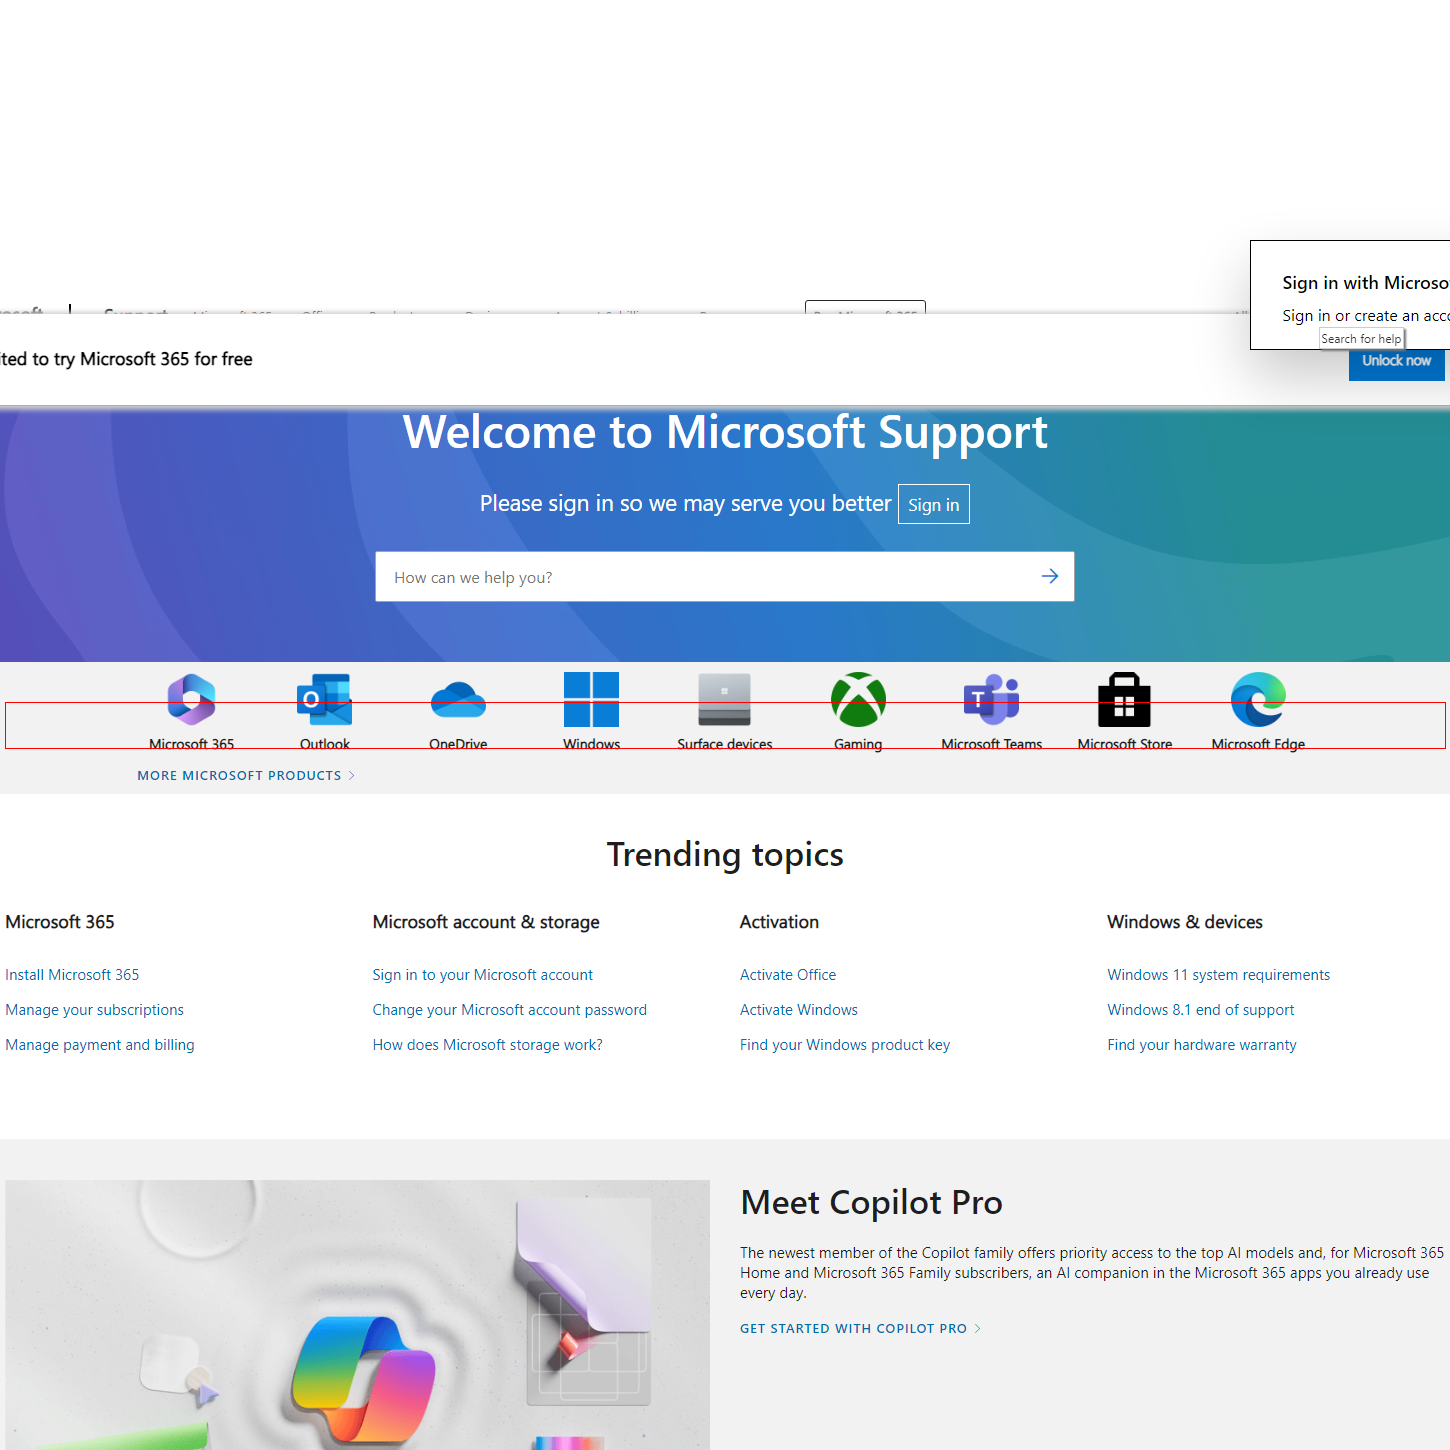 Support
Sign in with Microso
Sign in or create an acco
Search for help
ited to try Microsoft 365 for free
Unlock now
Welcome to Microsoft Support
Please sign in so we may serve you better Sign in
How can we help you?
O T
Microsoft 365 Outlook OneDrive Windows Surface devices Gaming Microsoft Teams Microsoft Store Microsoft Edge
MORE MICROSOFT PRODUCTS
Trending topics
Microsoft 365
Install Microsoft 365
Manage your subscriptions
Manage payment and billing
Microsoft account & storage
Sign in to your Microsoft account
Change your Microsoft account password
How does Microsoft storage work?
Activation
Activate Office
Activate Windows
Find your Windows product key
Windows & devices
Windows 11 system requirements
Windows 8.1 end of support
Find your hardware warranty
Meet Copilot Pro
The newest member of the Copilot family offers priority access to the top AI models and, for Microsoft 365
Home and Microsoft 365 Family subscribers, an AI companion in the Microsoft 365 apps you already use
every day.
GET STARTED WITH COPILOT PRO